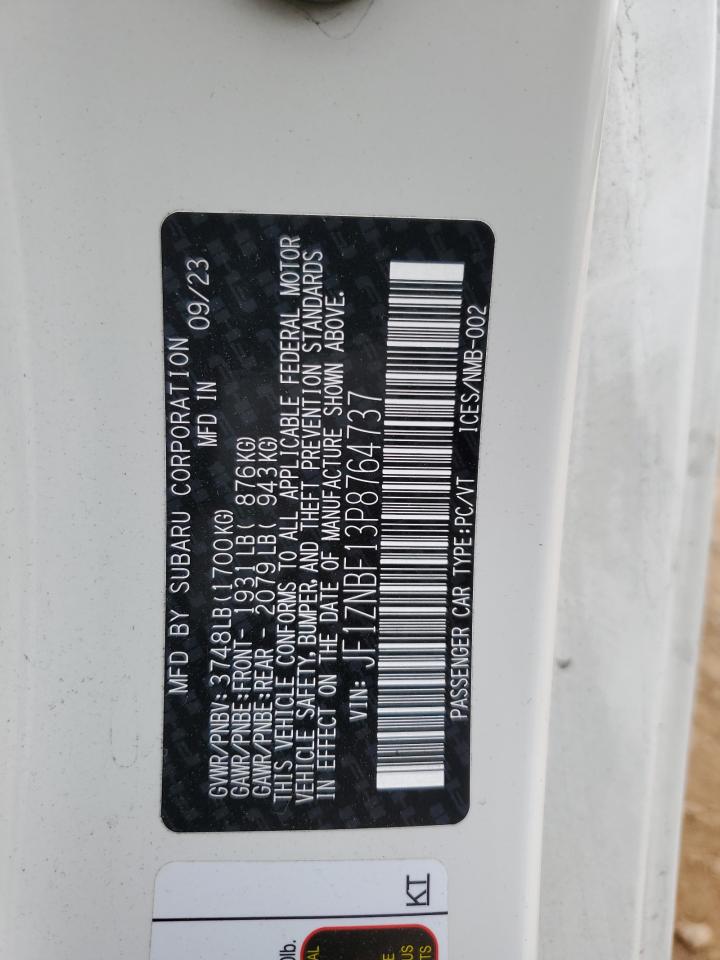 MFD BY SUBARU CORPORATION
MFD IN 09/23
GVWR/PNBV: 3748LB(1700KG)
GAWR/PNBE:FRONT- 1931LB( 876KG)
GAWR/PNBE:REAR - 2079LB( 943KG)
THIS VEHICLE CONFORMS TO ALL APPLICABLE FEDERAL MOTOR
VEHICLE SAFETY, BUMPER, AND THEFT PREVENTION STANDARDS
IN EFFECT ON THE DATE OF MANUFACTURE SHOWN ABOVE.
VIN: JF1ZNBF13P8764737
PASSENGER CAR TYPE:PC/VT ICES/NMB-002
KT